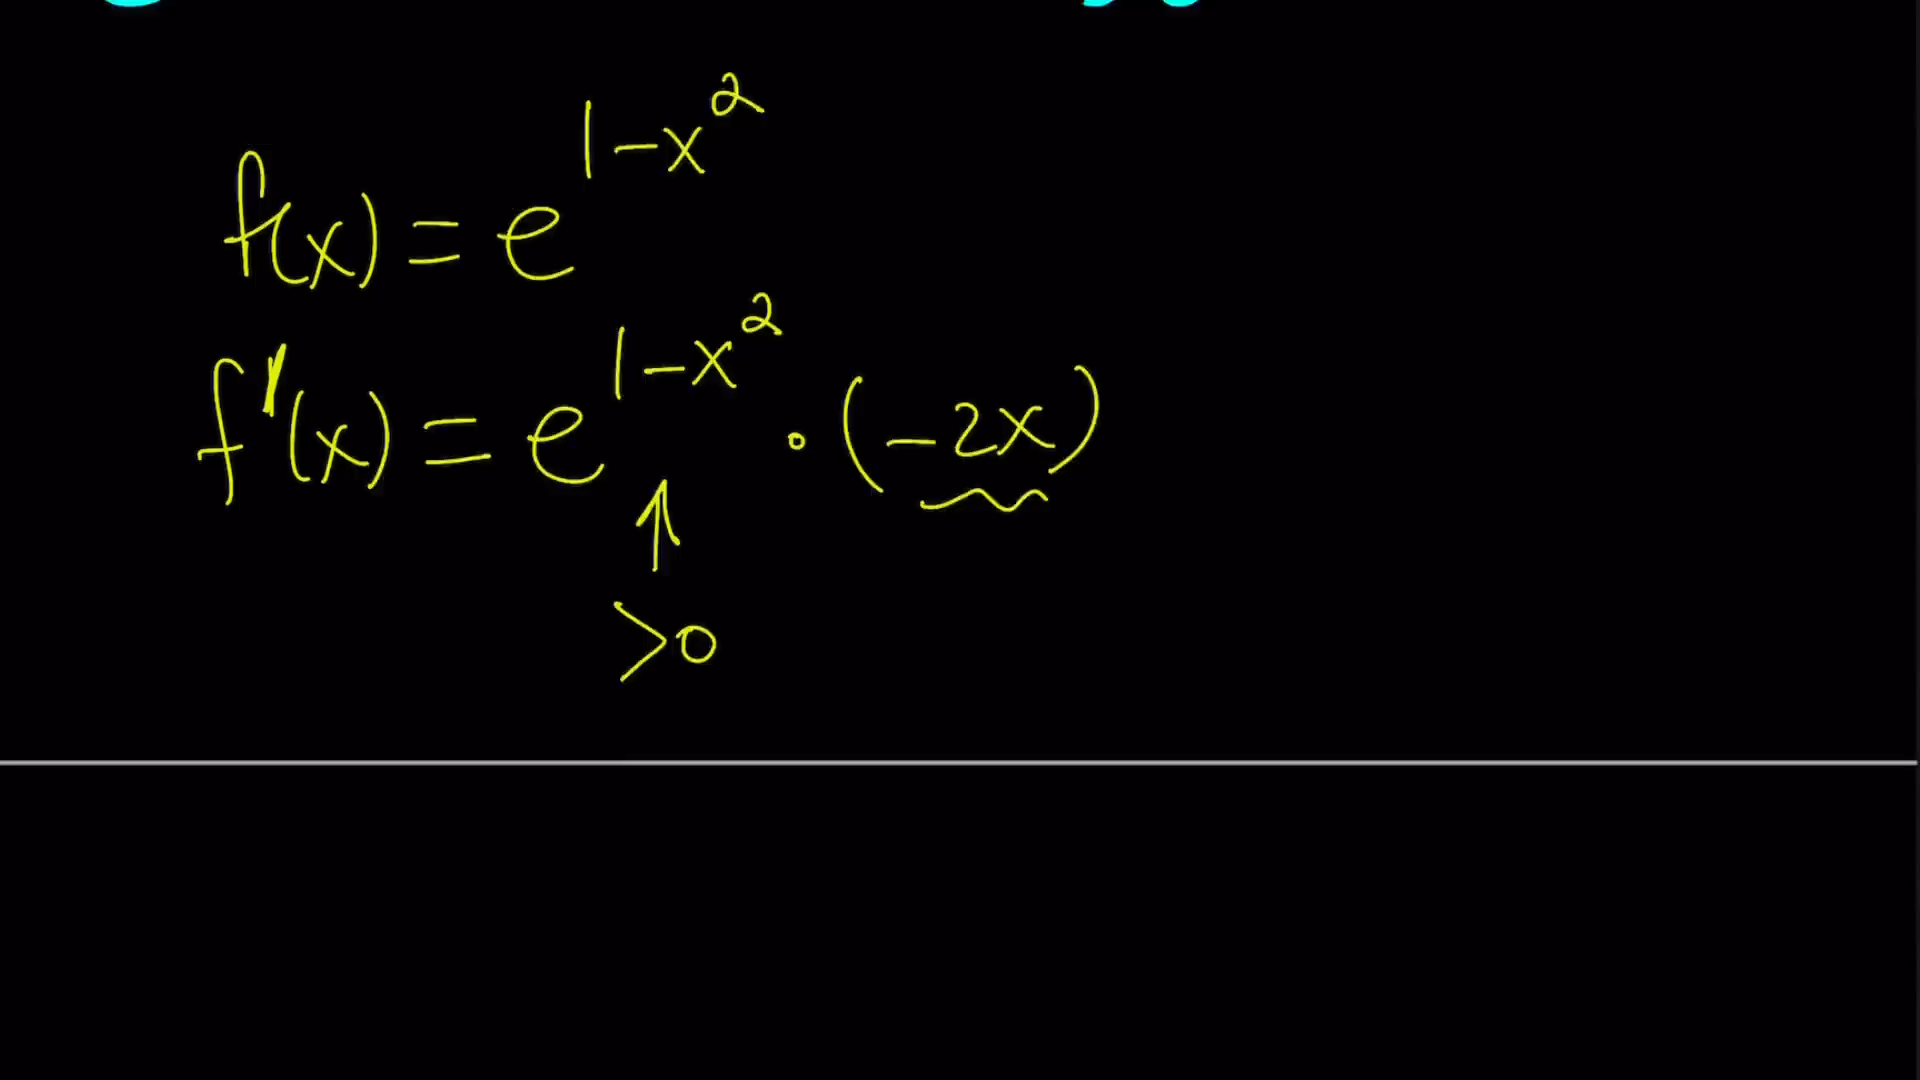 f(x) = e^{1-x^2}
f'(x) = e^{1-x^2} · (-2x)
↑
>0